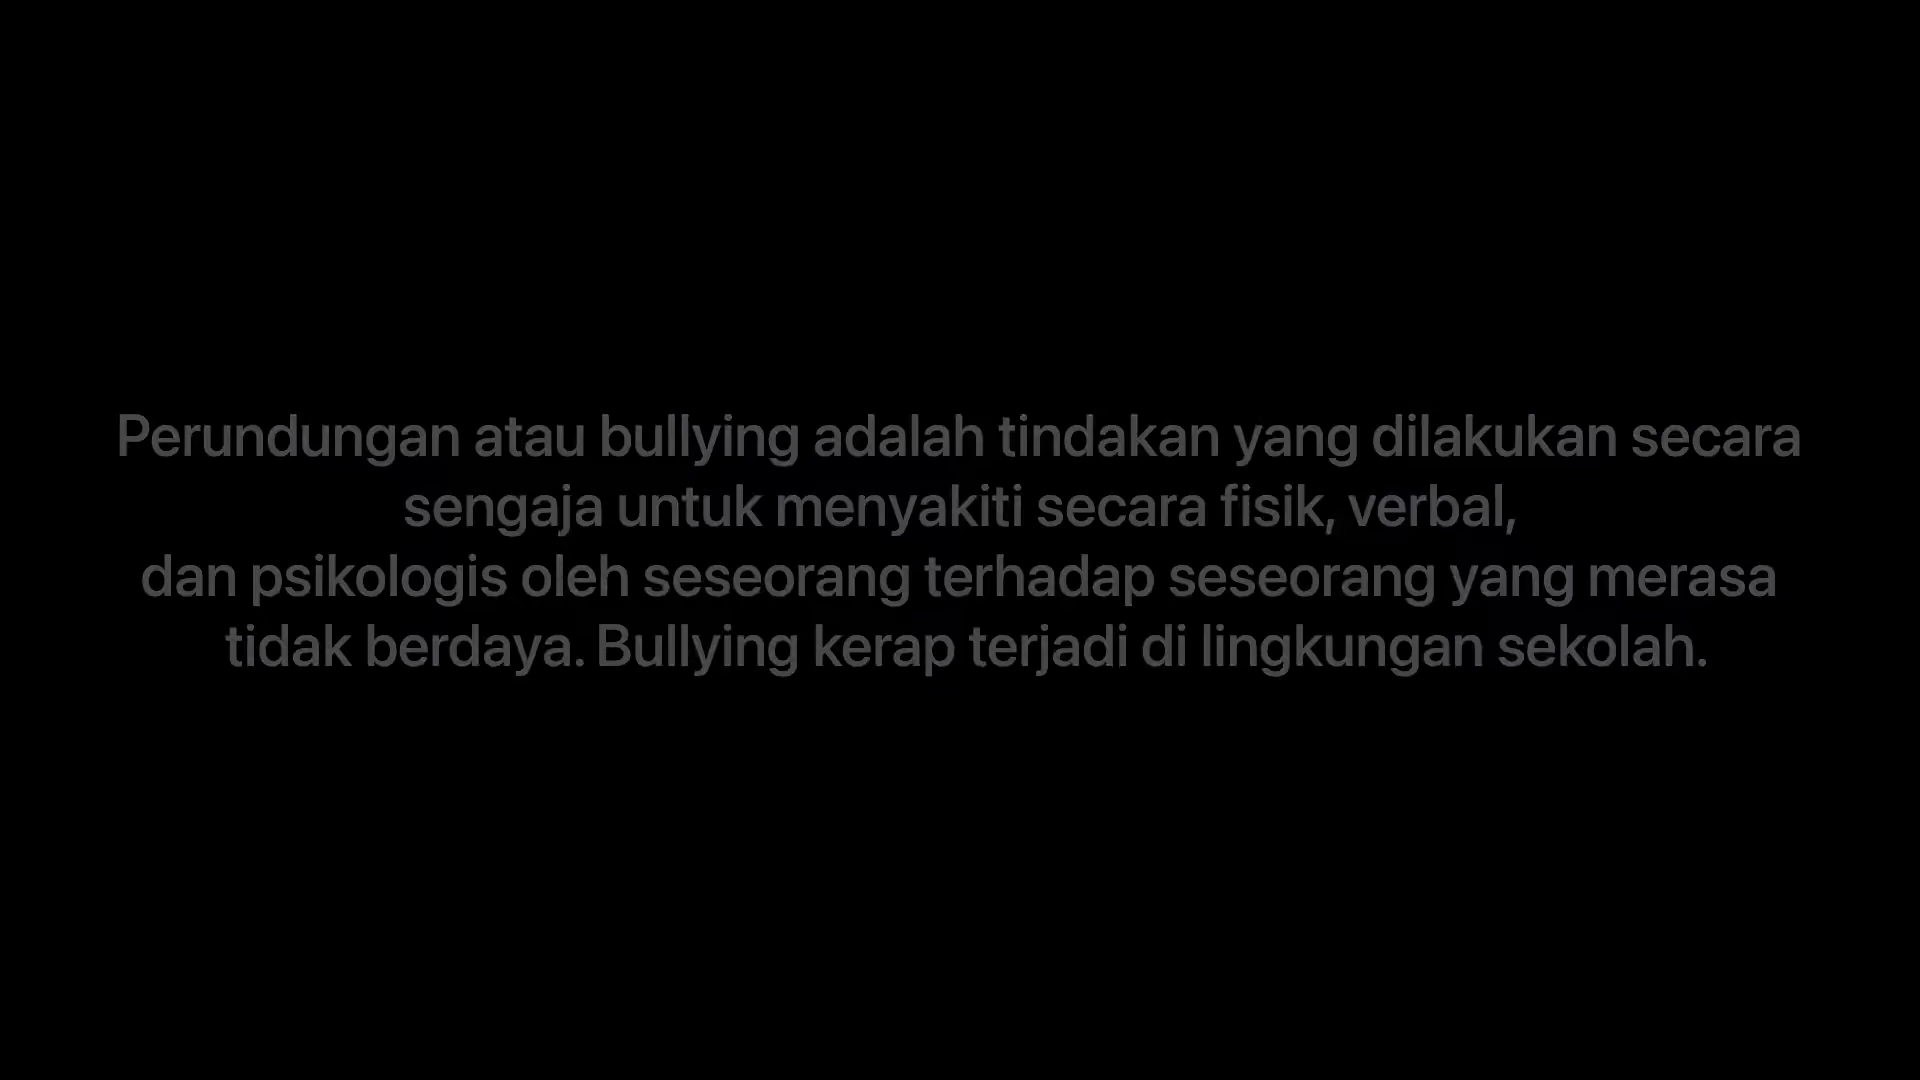 Perundungan atau bullying adalah tindakan yang dilakukan secara
sengaja untuk menyakiti secara fisik, verbal,
dan psikologis oleh seseorang terhadap seseorang yang merasa
tidak berdaya. Bullying kerap terjadi di lingkungan sekolah.